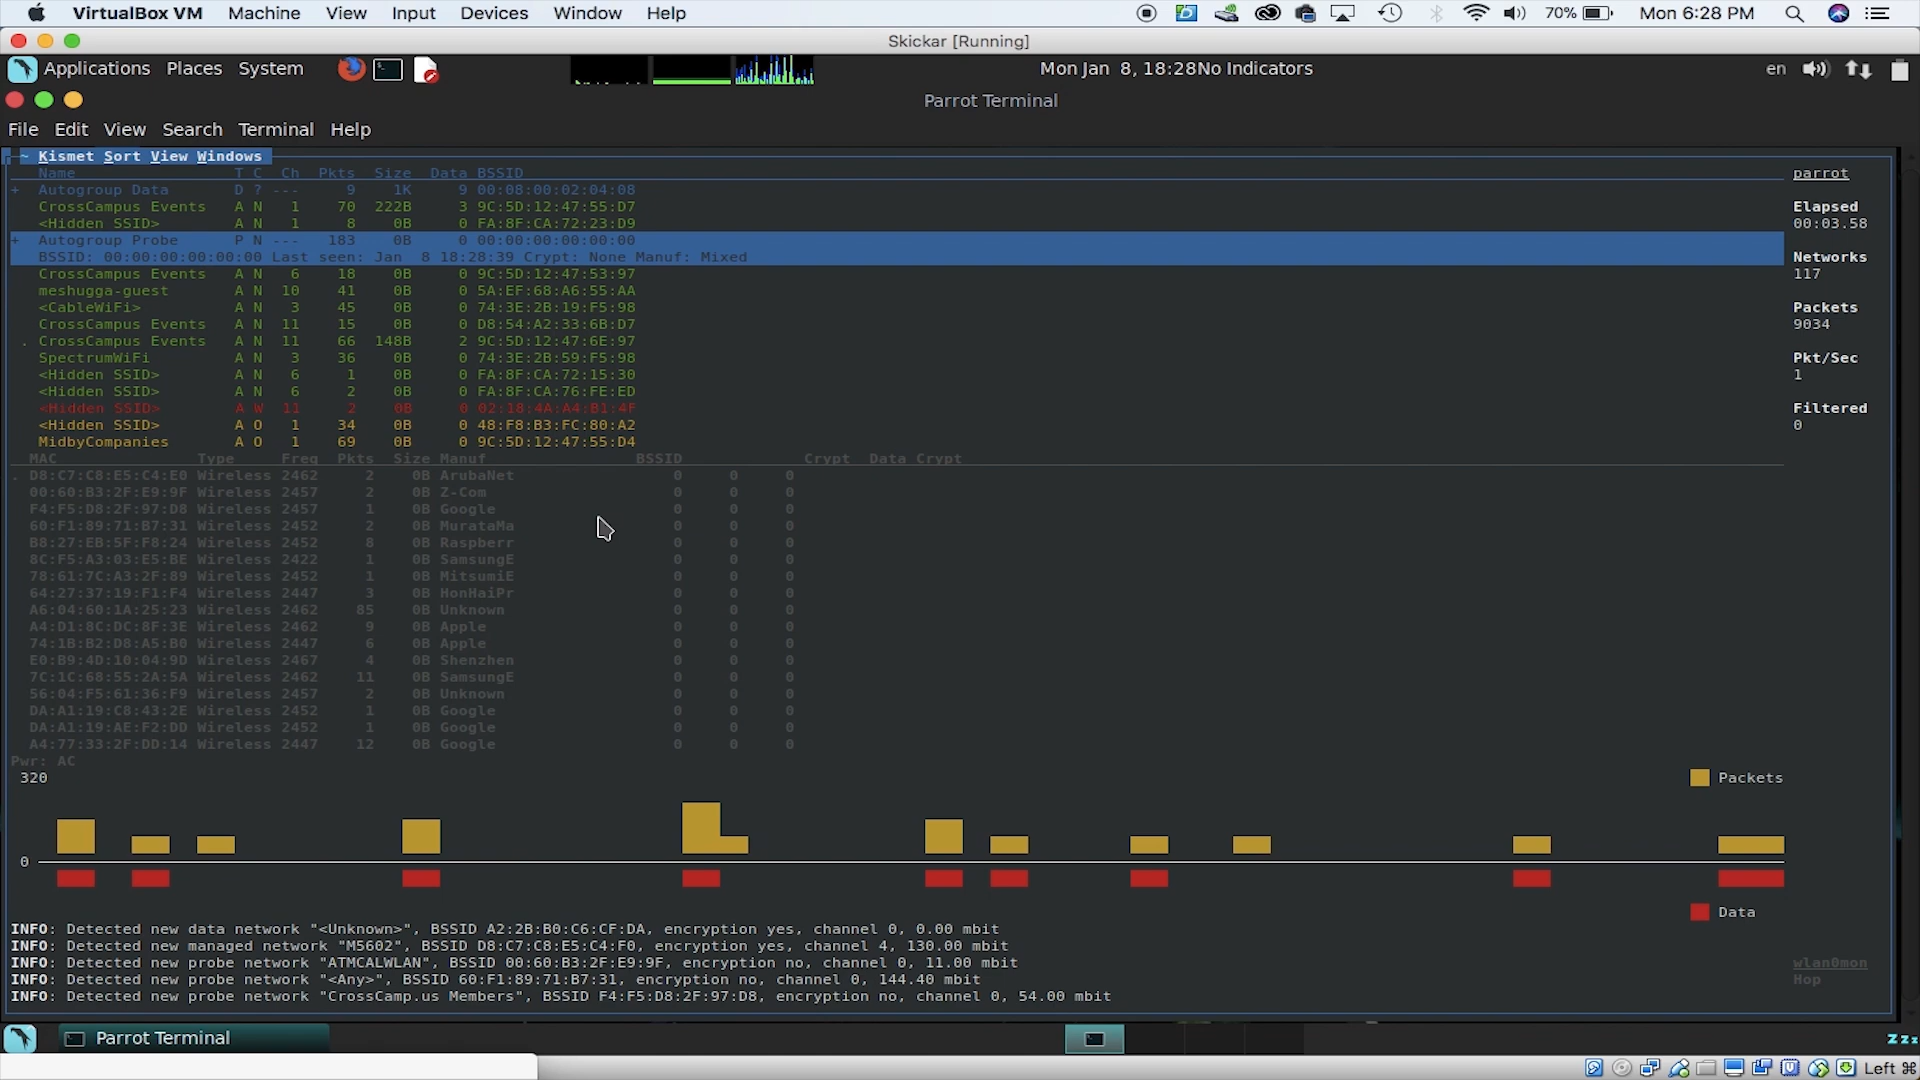 VirtualBox VM Machine View Input Devices Window Help 70% Mon 6:28 PM
Skickar [Running]
Applications Places System Mon Jan 8, 18:28No Indicators en
Parrot Terminal
File Edit View Search Terminal Help
~ Kismet Sort View Windows
Name T C Ch Pkts Size Data BSSID parrot
+ Autogroup Data D ? --- 9 1K 9 00:08:00:02:04:08
CrossCampus Events A N 1 70 222B 3 9C:5D:12:47:55:D7 Elapsed
<Hidden SSID> A N 1 8 0B 0 FA:8F:CA:72:23:D9 00:03.58
+ Autogroup Probe P N --- 183 0B 0 00:00:00:00:00:00
BSSID: 00:00:00:00:00:00 Last seen: Jan 8 18:28:39 Crypt: None Manuf: Mixed Networks
CrossCampus Events A N 6 18 0B 0 9C:5D:12:47:53:97 117
meshugga-guest A N 10 41 0B 0 5A:EF:68:A6:55:AA
<CableWiFi> A N 3 45 0B 0 74:3E:2B:19:F5:98 Packets
CrossCampus Events A N 11 15 0B 0 D8:54:A2:33:6B:D7 9034
. CrossCampus Events A N 11 66 148B 2 9C:5D:12:47:6E:97
SpectrumWiFi A N 3 36 0B 0 74:3E:2B:59:F5:98 Pkt/Sec
<Hidden SSID> A N 6 1 0B 0 FA:8F:CA:72:15:30 1
<Hidden SSID> A N 6 2 0B 0 FA:8F:CA:76:FE:ED
<Hidden SSID> A W 11 2 0B 0 02:18:4A:A4:B1:4F Filtered
<Hidden SSID> A O 1 34 0B 0 48:F8:B3:FC:80:A2 0
MidbyCompanies A O 1 69 0B 0 9C:5D:12:47:55:D4
MAC Type Freq Pkts Size Manuf BSSID Crypt Data Crypt
. D8:C7:C8:E5:C4:E0 Wireless 2462 2 0B ArubaNet 0 0 0
00:60:B3:2F:E9:9F Wireless 2457 2 0B Z-Com 0 0 0
F4:F5:D8:2F:97:D8 Wireless 2457 1 0B Google 0 0 0
60:F1:89:71:B7:31 Wireless 2452 2 0B MurataMa 0 0 0
B8:27:EB:5F:F8:24 Wireless 2452 8 0B Raspberr 0 0 0
8C:F5:A3:03:E5:BE Wireless 2422 1 0B SamsungE 0 0 0
78:61:7C:A3:2F:89 Wireless 2452 1 0B MitsumiE 0 0 0
64:27:37:19:F1:F4 Wireless 2447 3 0B HonHaiPr 0 0 0
A6:04:60:1A:25:23 Wireless 2462 85 0B Unknown 0 0 0
A4:D1:8C:DC:8F:3E Wireless 2462 9 0B Apple 0 0 0
74:1B:B2:D8:A5:B0 Wireless 2447 6 0B Apple 0 0 0
E0:B9:4D:10:04:9D Wireless 2467 4 0B Shenzhen 0 0 0
7C:1C:68:55:2A:5A Wireless 2462 11 0B SamsungE 0 0 0
56:04:F5:61:36:F9 Wireless 2457 2 0B Unknown 0 0 0
DA:A1:19:C8:43:2E Wireless 2452 1 0B Google 0 0 0
DA:A1:19:AE:F2:DD Wireless 2452 1 0B Google 0 0 0
A4:77:33:2F:DD:14 Wireless 2447 12 0B Google 0 0 0
Pwr: AC
320 Packets
0
Data
INFO: Detected new data network "<Unknown>", BSSID A2:2B:B0:C6:CF:DA, encryption yes, channel 0, 0.00 mbit
INFO: Detected new managed network "M5602", BSSID D8:C7:C8:E5:C4:F0, encryption yes, channel 4, 130.00 mbit
INFO: Detected new probe network "ATMCALWLAN", BSSID 00:60:B3:2F:E9:9F, encryption no, channel 0, 11.00 mbit wlan0mon
INFO: Detected new probe network "<Any>", BSSID 60:F1:89:71:B7:31, encryption no, channel 0, 144.40 mbit Hop
INFO: Detected new probe network "CrossCamp.us Members", BSSID F4:F5:D8:2F:97:D8, encryption no, channel 0, 54.00 mbit
Parrot Terminal zzz
Left ⌘